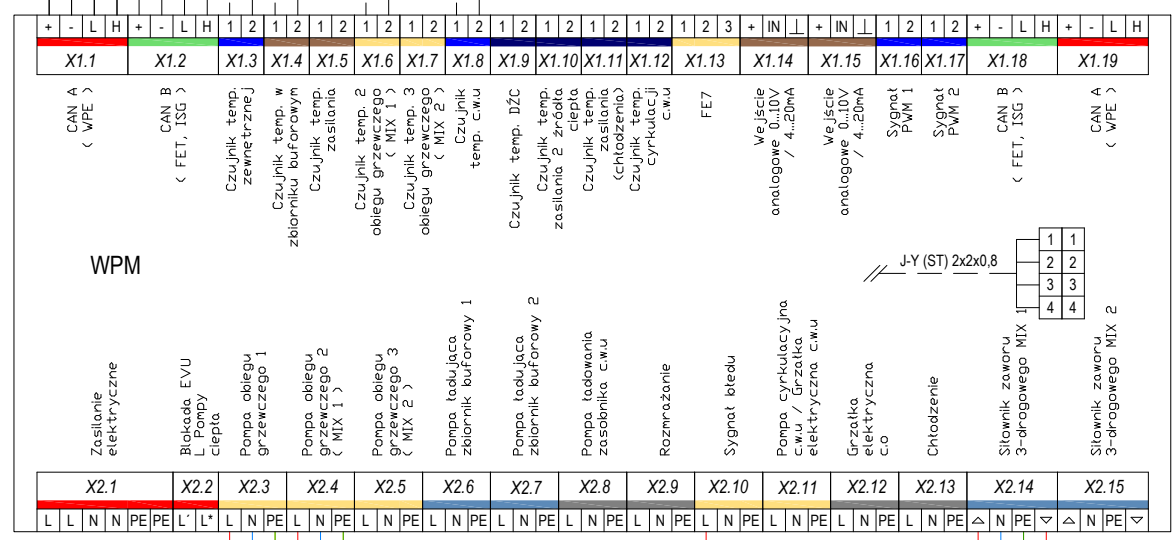 + - L H + - L H 1 2 1 2 1 2 1 2 1 2 1 2 1 2 1 2 1 2 1 2 1 2 3 + IN ⊥ + IN ⊥ 1 2 1 2 + - L H + - L H
X1.1 X1.2 X1.3 X1.4 X1.5 X1.6 X1.7 X1.8 X1.9 X1.10 X1.11 X1.12 X1.13 X1.14 X1.15 X1.16 X1.17 X1.18 X1.19
CAN A
( WPE )
CAN B
( FET, ISG )
Czujnik temp.
zewnętrznej
Czujnik temp. w
zbiorniku buforowym
Czujnik temp.
zasilania
Czujnik temp. 2
obiegu grzewczego
( MIX 1 )
Czujnik temp. 3
obiegu grzewczego
( MIX 2 )
Czujnik
temp. c.w.u
Czujnik temp. DŹC
Czujnik temp.
zasilania 2 źródła
ciepła
Czujnik temp.
zasilania
(chłodzenia)
Czujnik temp.
cyrkulacji
c.w.u
FE7
Wejście
analogowe 0...10V
/ 4...20mA
Wejście
analogowe 0...10V
/ 4...20mA
Sygnał
PWM 1
Sygnał
PWM 2
CAN B
( FET, ISG )
CAN A
( WPE )
WPM
J-Y (ST) 2x2x0,8
1 1
2 2
3 3
4 4
Zasilanie
elektryczne
Blokada EVU
L Pompy
ciepła
Pompa obiegu
grzewczego 1
Pompa obiegu
grzewczego 2
( MIX 1 )
Pompa obiegu
grzewczego 3
( MIX 2 )
Pompa ładująca
zbiornik buforowy 1
Pompa ładująca
zbiornik buforowy 2
Pompa ładowania
zasobnika c.w.u
Rozmrażanie
Sygnał błedu
Pompa cyrkulacyjna
c.w.u / Grzałka
elektryczna c.w.u
Grzałka
elektryczna
c.o
Chłodzenie
Siłownik zaworu
3-drogowego MIX 1
Siłownik zaworu
3-drogowego MIX 2
X2.1 X2.2 X2.3 X2.4 X2.5 X2.6 X2.7 X2.8 X2.9 X2.10 X2.11 X2.12 X2.13 X2.14 X2.15
L L N N PE PE L´ L* L N PE L N PE L N PE L N PE L N PE L N PE L N PE L N PE L N PE L N PE L N PE △ N PE ▽ △ N PE ▽